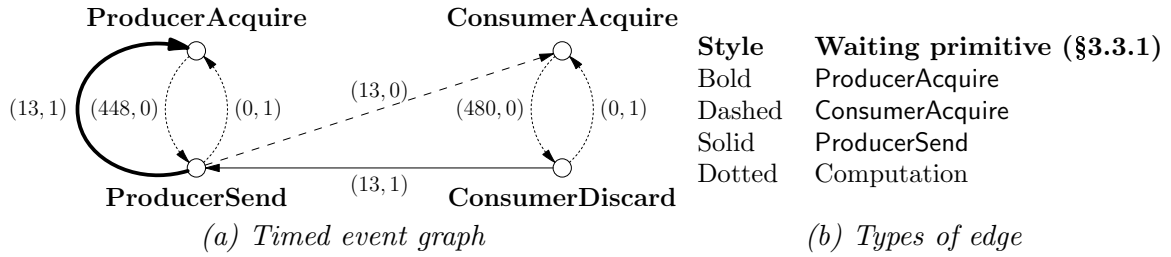 ProducerAcquire
ConsumerAcquire
(13, 1)
(448, 0)
(0, 1)
(13, 0)
(480, 0)
(0, 1)
ProducerSend
(13, 1)
ConsumerDiscard
(a) Timed event graph
Style Waiting primitive (§3.3.1)
Bold ProducerAcquire
Dashed ConsumerAcquire
Solid ProducerSend
Dotted Computation
(b) Types of edge